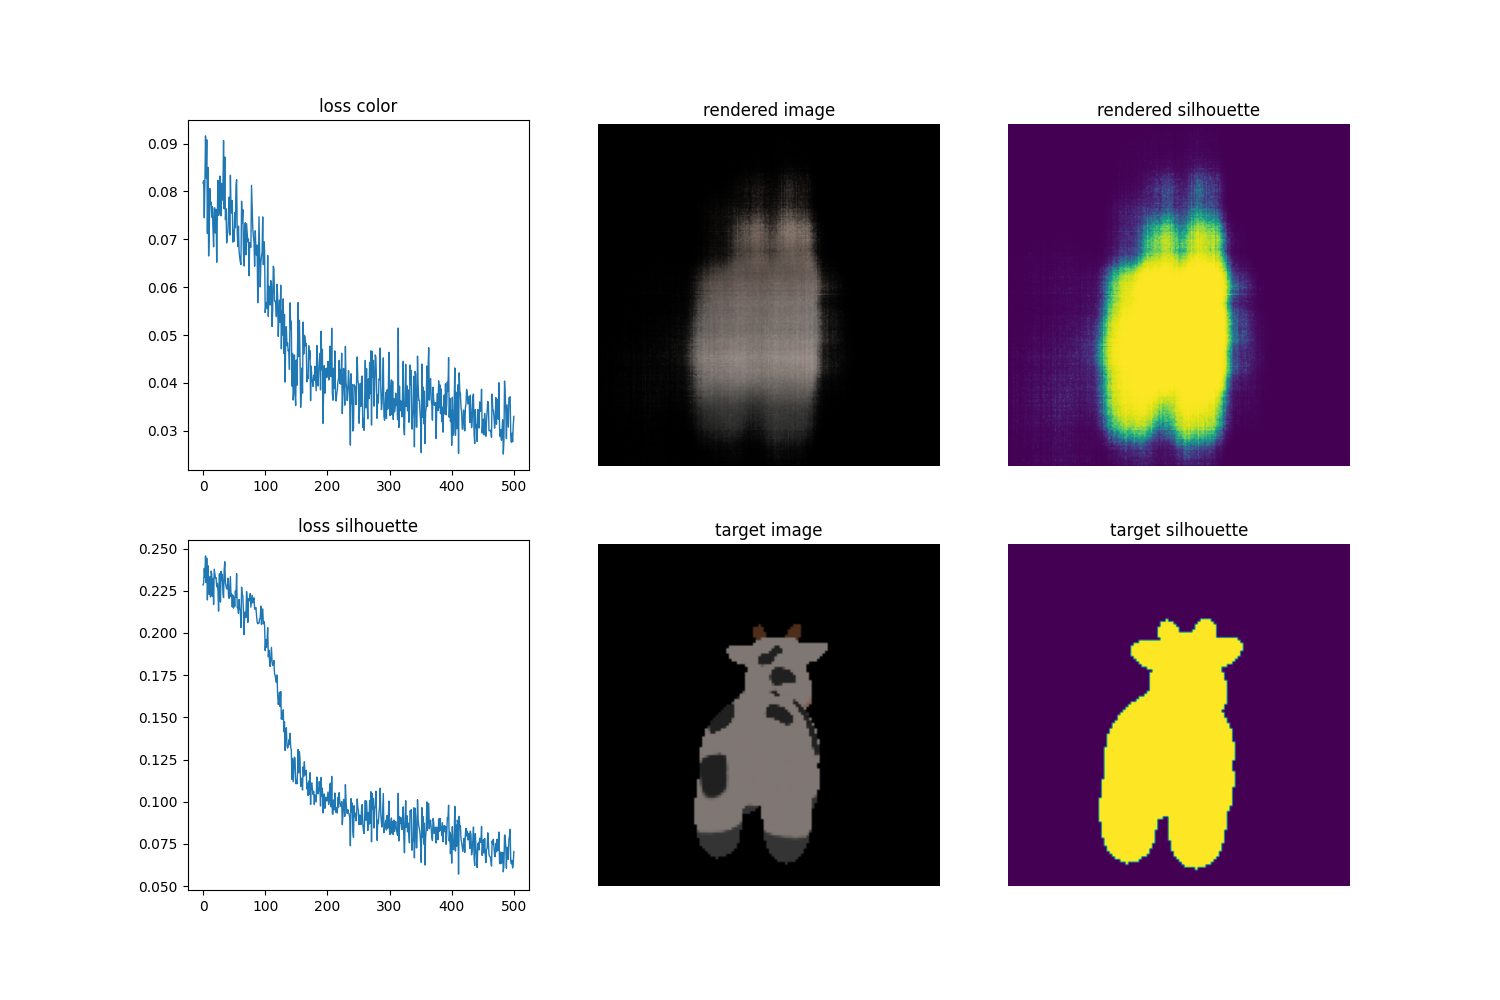 loss color
0.09
0.08
0.07
0.06
0.05
0.04
0.03
0 100 200 300 400 500
rendered image
rendered silhouette
loss silhouette
0.250
0.225
0.200
0.175
0.150
0.125
0.100
0.075
0.050
0 100 200 300 400 500
target image
target silhouette